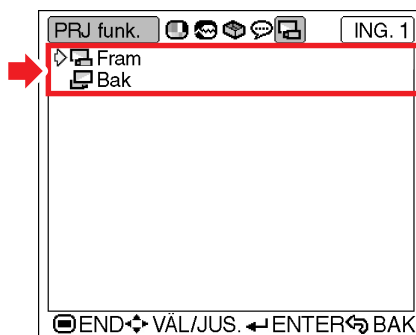 PRJ funk. ING. 1
Fram
Bak
END VÄL/JUS. ENTER BAK